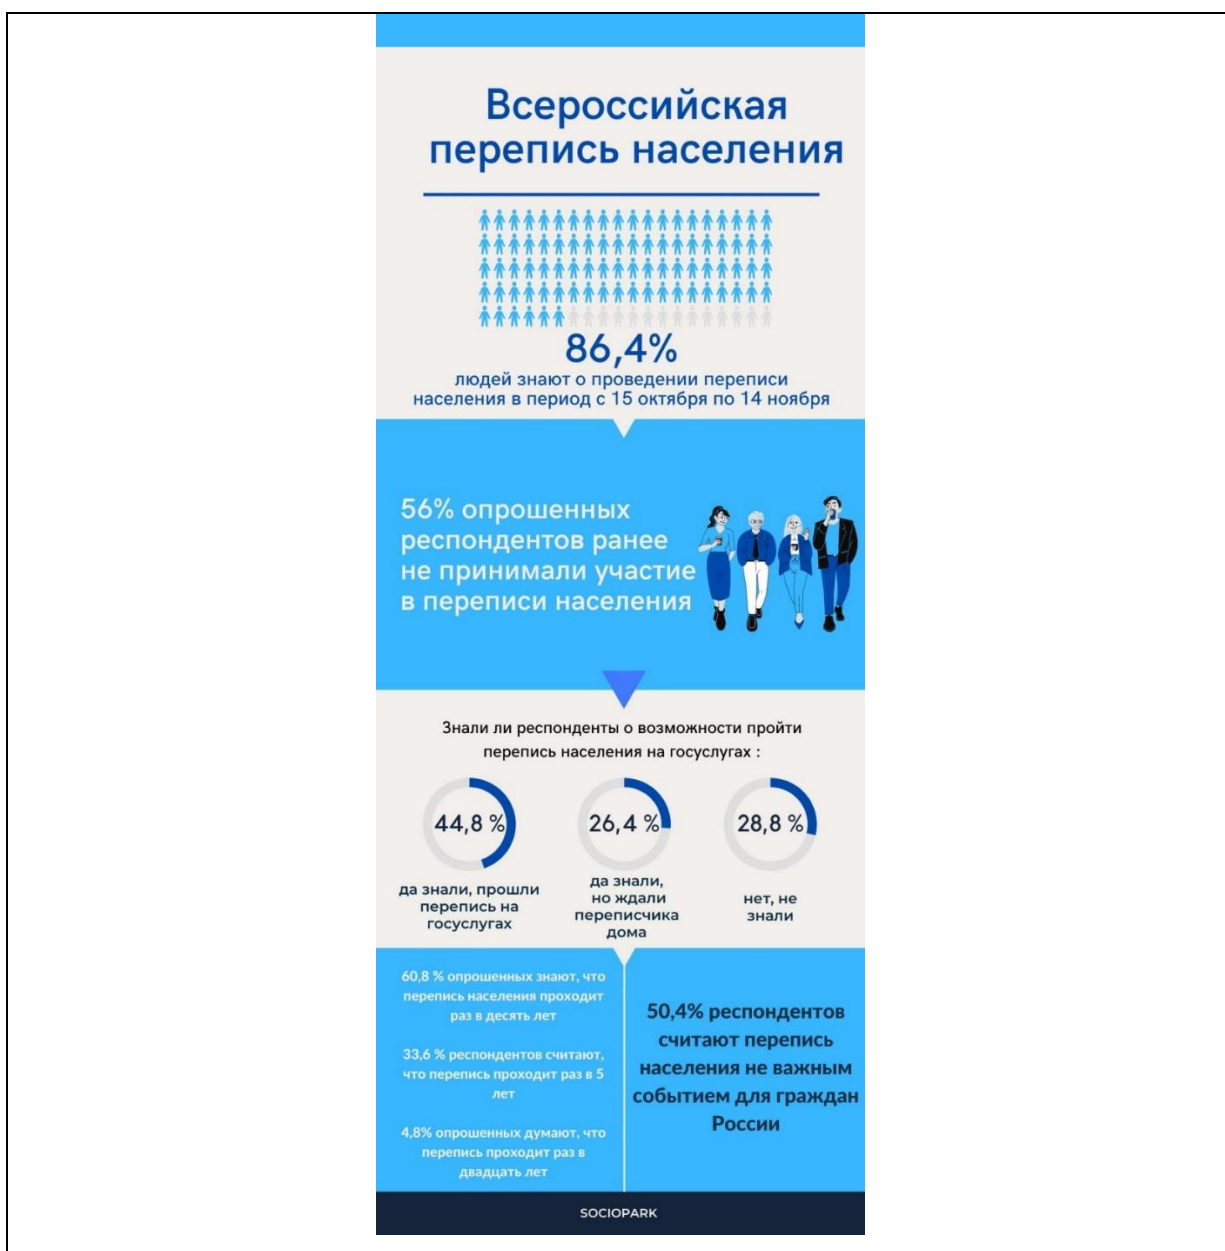 Всероссийская
перепись населения
86,4%
людей знают о проведении переписи
населения в период с 15 октября по 14 ноября
56% опрошенных
респондентов ранее
не принимали участие
в переписи населения
Знали ли респонденты о возможности пройти
перепись населения на госуслугах :
44,8 %
да знали, прошли
перепись на
госуслугах
26,4 %
да знали,
но ждали
переписчика
дома
28,8 %
нет, не
знали
60,8 % опрошенных знают, что
перепись населения проходит
раз в десять лет
33,6 % респондентов считают,
что перепись проходит раз в 5
лет
4,8% опрошенных думают, что
перепись проходит раз в
двадцать лет
50,4% респондентов
считают перепись
населения не важным
событием для граждан
России
SOCIOPARK